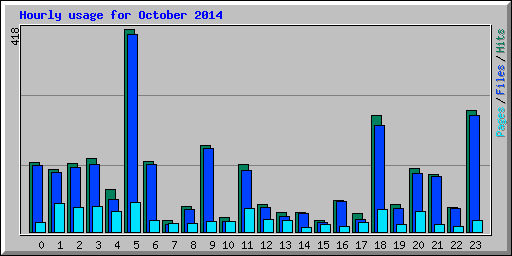 Hourly usage for October 2014
418
Pages/Files/Hits
0 1 2 3 4 5 6 7 8 9 10 11 12 13 14 15 16 17 18 19 20 21 22 23